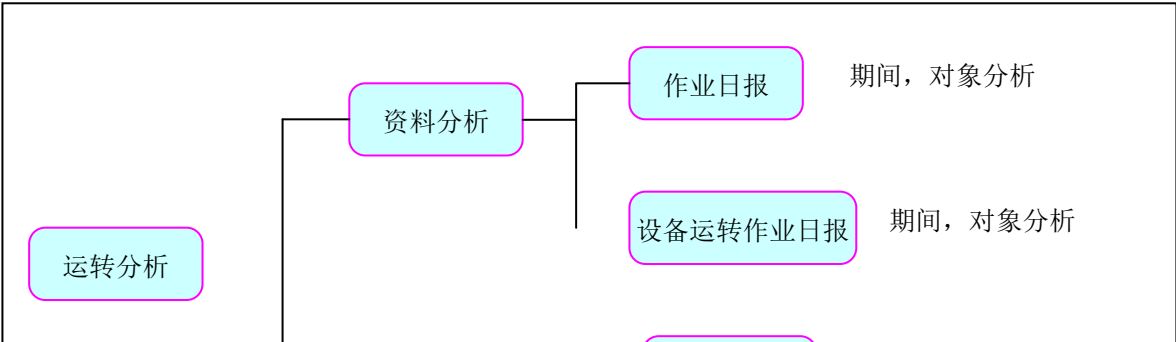 作业日报
期间，对象分析
资料分析
设备运转作业日报
期间，对象分析
运转分析